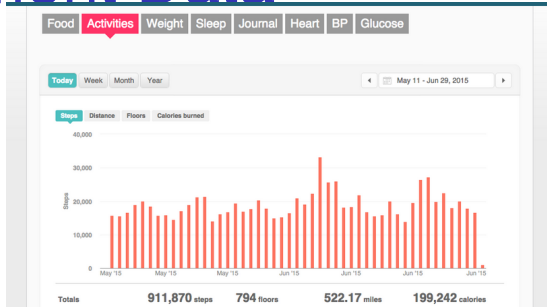 Food Activities Weight Sleep Journal Heart BP Glucose
Today Week Month Year
May 11 - Jun 29, 2015
Steps Distance Floors Calories burned
40,000
30,000
20,000
10,000
0
Steps
May '15 May '15 May '15 Jun '15 Jun '15 Jun '15 Jun '15
Totals 911,870 steps 794 floors 522.17 miles 199,242 calories